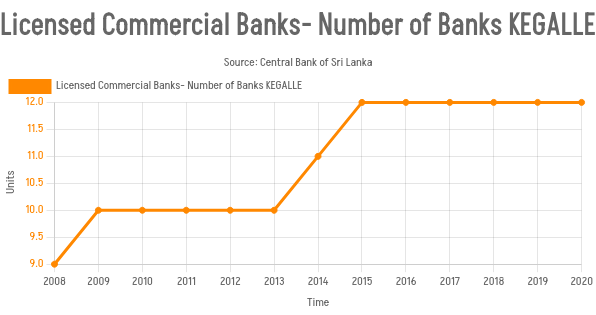 Licensed Commercial Banks- Number of Banks KEGALLE
Source: Central Bank of Sri Lanka
Licensed Commercial Banks- Number of Banks KEGALLE
12.0
11.5
11.0
10.5
10.0
9.5
9.0
Units
2008 2009 2010 2011 2012 2013 2014 2015 2016 2017 2018 2019 2020
Time